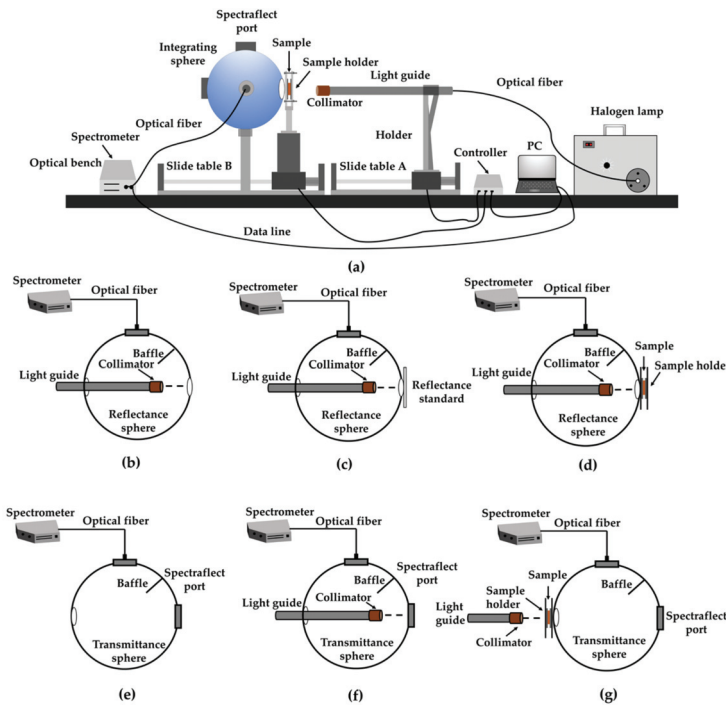 Spectraflect
port
Sample
Integrating
sphere
Sample holder
Light guide
Optical fiber
Collimator
Halogen lamp
Optical fiber
Spectrometer
Holder
PC
Controller
Optical bench
Slide table B
Slide table A
Data line
(a)
Spectrometer
Optical fiber
Baffle
Collimator
Light guide
Reflectance
sphere
(b)
Spectrometer
Optical fiber
Baffle
Collimator
Light guide
Reflectance
standard
Reflectance
sphere
(c)
Spectrometer
Optical fiber
Sample
Baffle
Collimator
Light guide
Sample holde
Reflectance
sphere
(d)
Spectrometer
Optical fiber
Spectraflect
port
Baffle
Transmittance
sphere
(e)
Spectrometer
Optical fiber
Spectraflect
port
Baffle
Collimator
Light guide
Transmittance
sphere
(f)
Spectrometer
Optical fiber
Sample
Baffle
Sample
holder
Light
guide
Spectraflect
port
Collimator
Transmittance
sphere
(g)